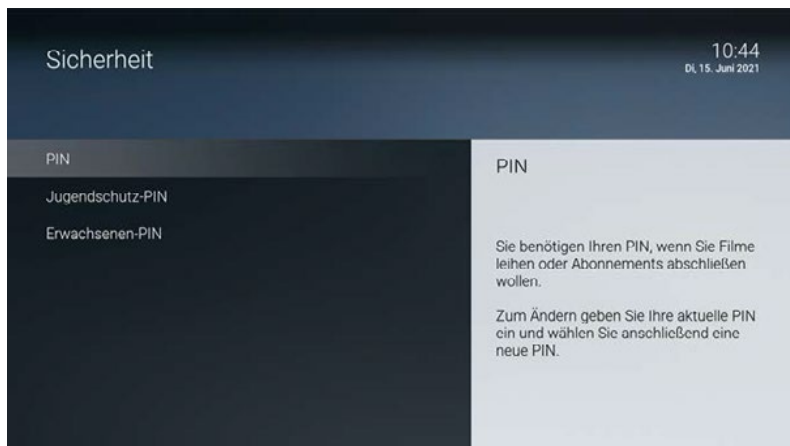 Sicherheit
10:44
Di, 15. Juni 2021
PIN
Jugendschutz-PIN
Erwachsenen-PIN
PIN
Sie benötigen Ihren PIN, wenn Sie Filme
leihen oder Abonnements abschließen
wollen.
Zum Ändern geben Sie Ihre aktuelle PIN
ein und wählen Sie anschließend eine
neue PIN.